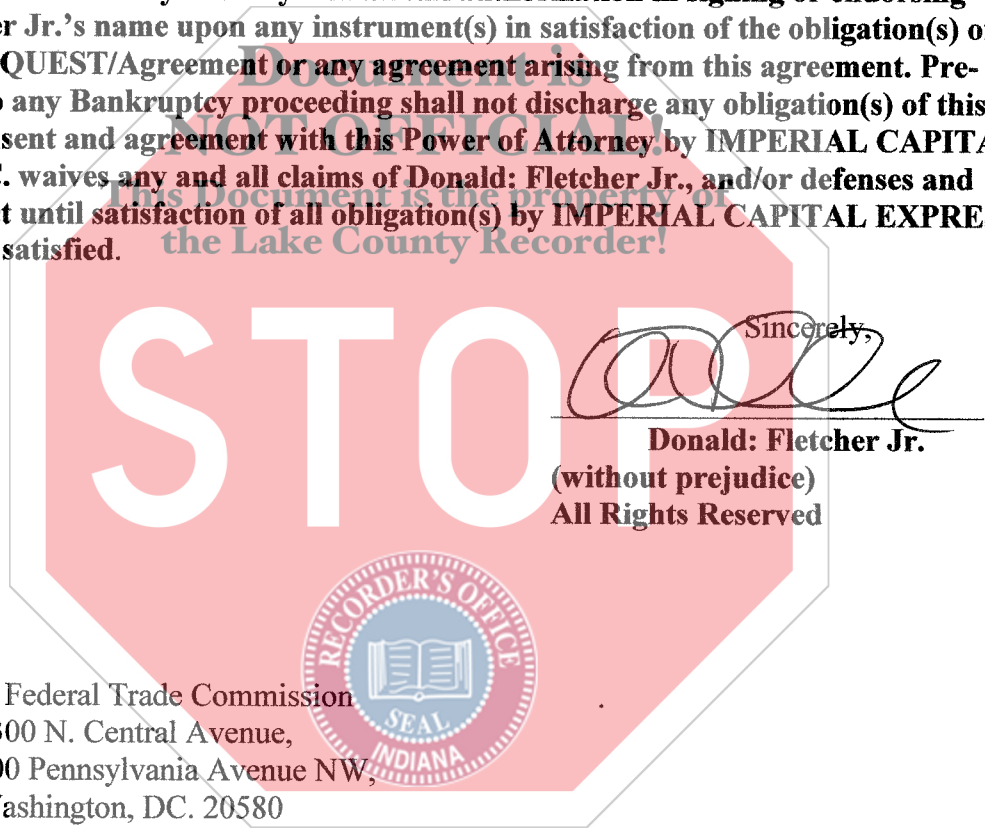 in signing or endorsing
er Jr.'s name upon any instrument(s) in satisfaction of the obligation(s) o
QUEST/Agreement or any agreement arising from this agreement. Pre-
any Bankruptcy proceeding shall not discharge any obligation(s) of this
sent and agreement with this Power of Attorney by IMPERIAL CAPITA
. waives any and all claims of Donald: Fletcher Jr., and/or defenses and
t until satisfaction of all obligation(s) by IMPERIAL CAPITAL EXPRE
satisfied.
Document is
NOT OFFICIAL!
This Document is the property of
the Lake County Recorder!
STOP
Sincerely,
Donald: Fletcher Jr.
(without prejudice)
All Rights Reserved
RECORDER'S OFFICE
SEAL
INDIANA
Federal Trade Commission
00 N. Central Avenue,
0 Pennsylvania Avenue NW,
ashington, DC. 20580